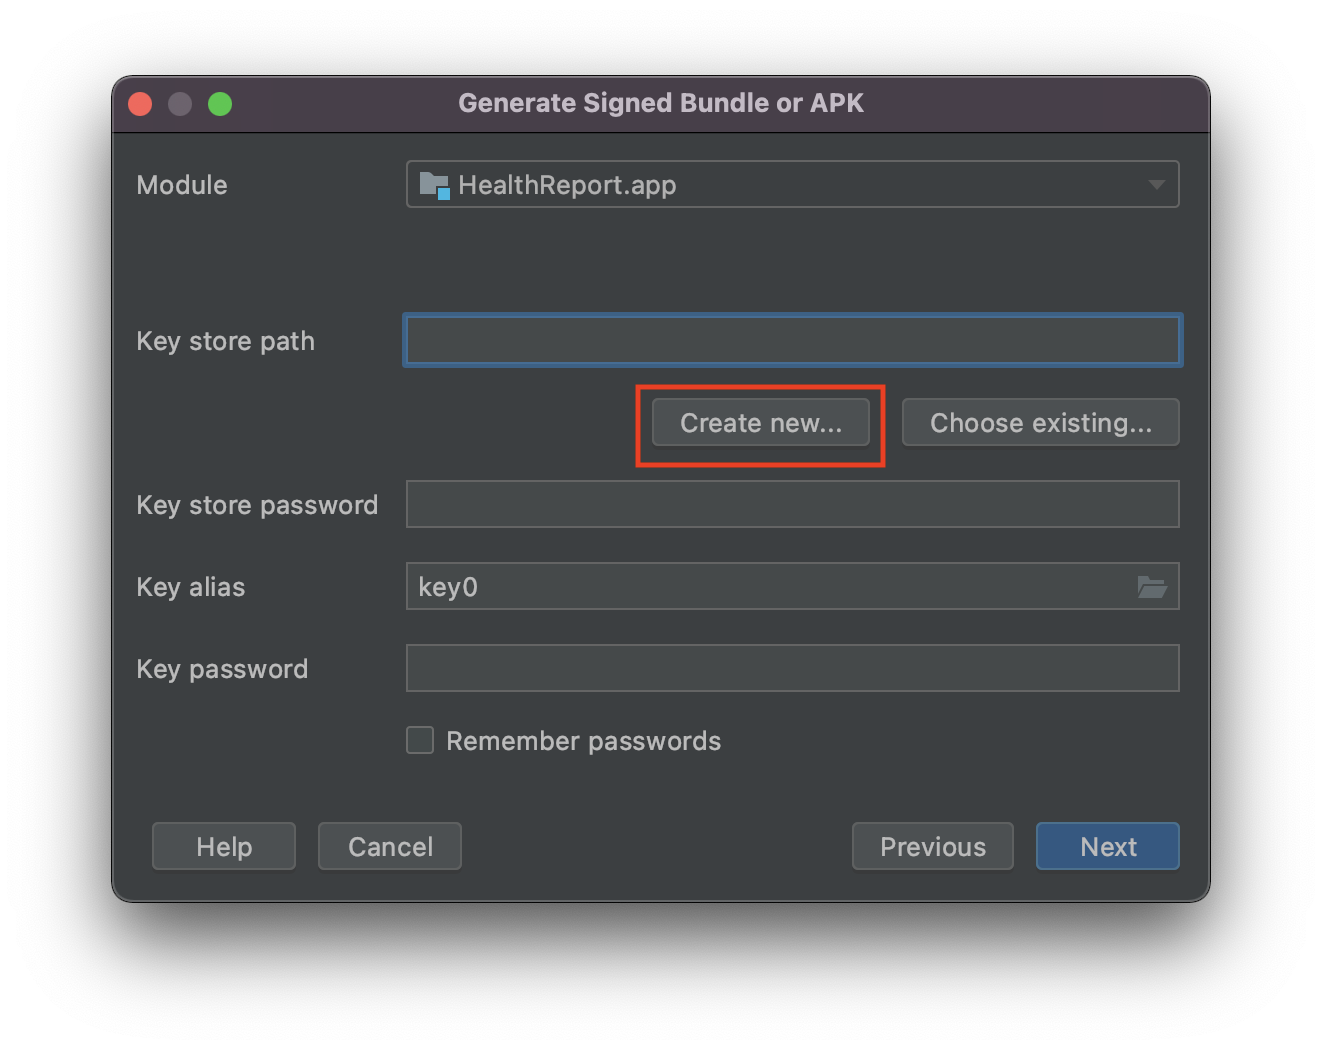 Generate Signed Bundle or APK
Module
HealthReport.app
Key store path
Create new...
Choose existing...
Key store password
Key alias
key0
Key password
Remember passwords
Help
Cancel
Previous
Next